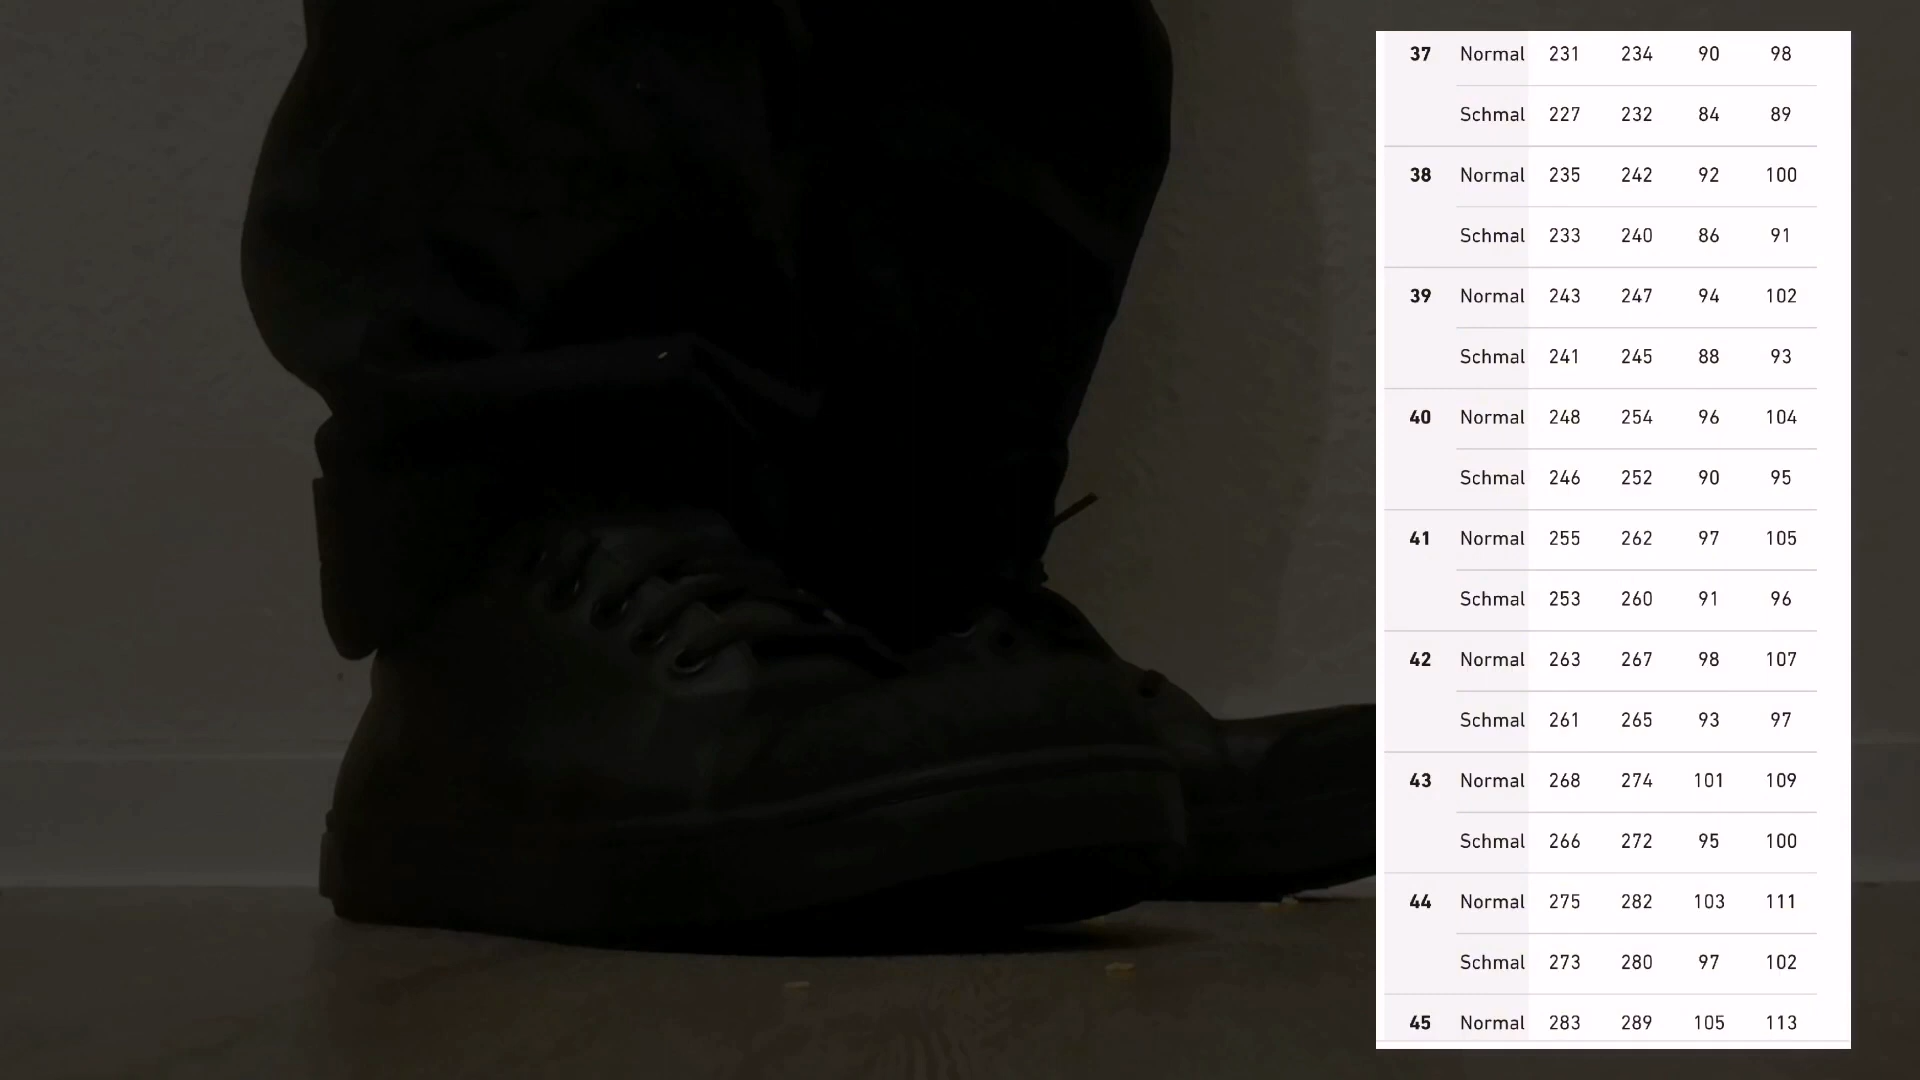 37 Normal 231 234 90 98
Schmal 227 232 84 89
38 Normal 235 242 92 100
Schmal 233 240 86 91
39 Normal 243 247 94 102
Schmal 241 245 88 93
40 Normal 248 254 96 104
Schmal 246 252 90 95
41 Normal 255 262 97 105
Schmal 253 260 91 96
42 Normal 263 267 98 107
Schmal 261 265 93 97
43 Normal 268 274 101 109
Schmal 266 272 95 100
44 Normal 275 282 103 111
Schmal 273 280 97 102
45 Normal 283 289 105 113